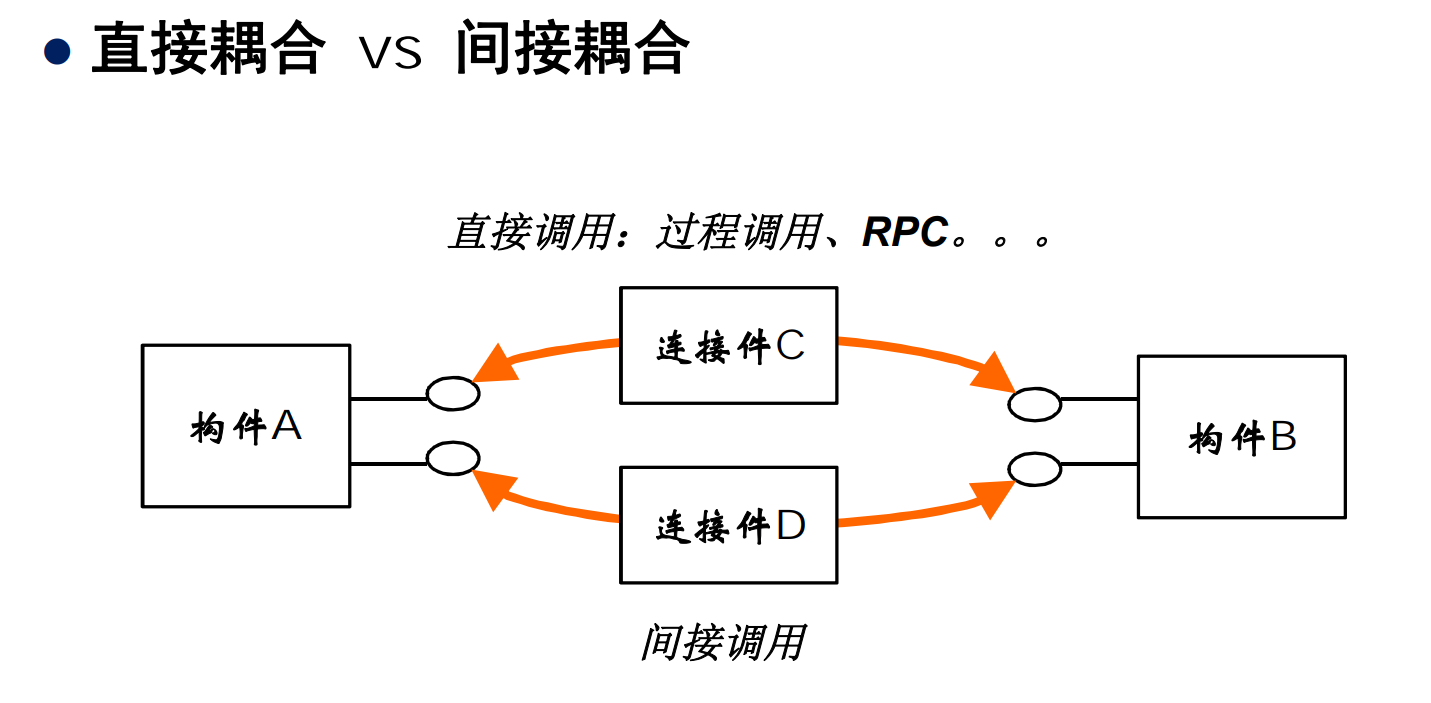 直接耦合 VS 间接耦合
直接调用：过程调用、RPC。。。
连接件C
构件A
构件B
连接件D
间接调用